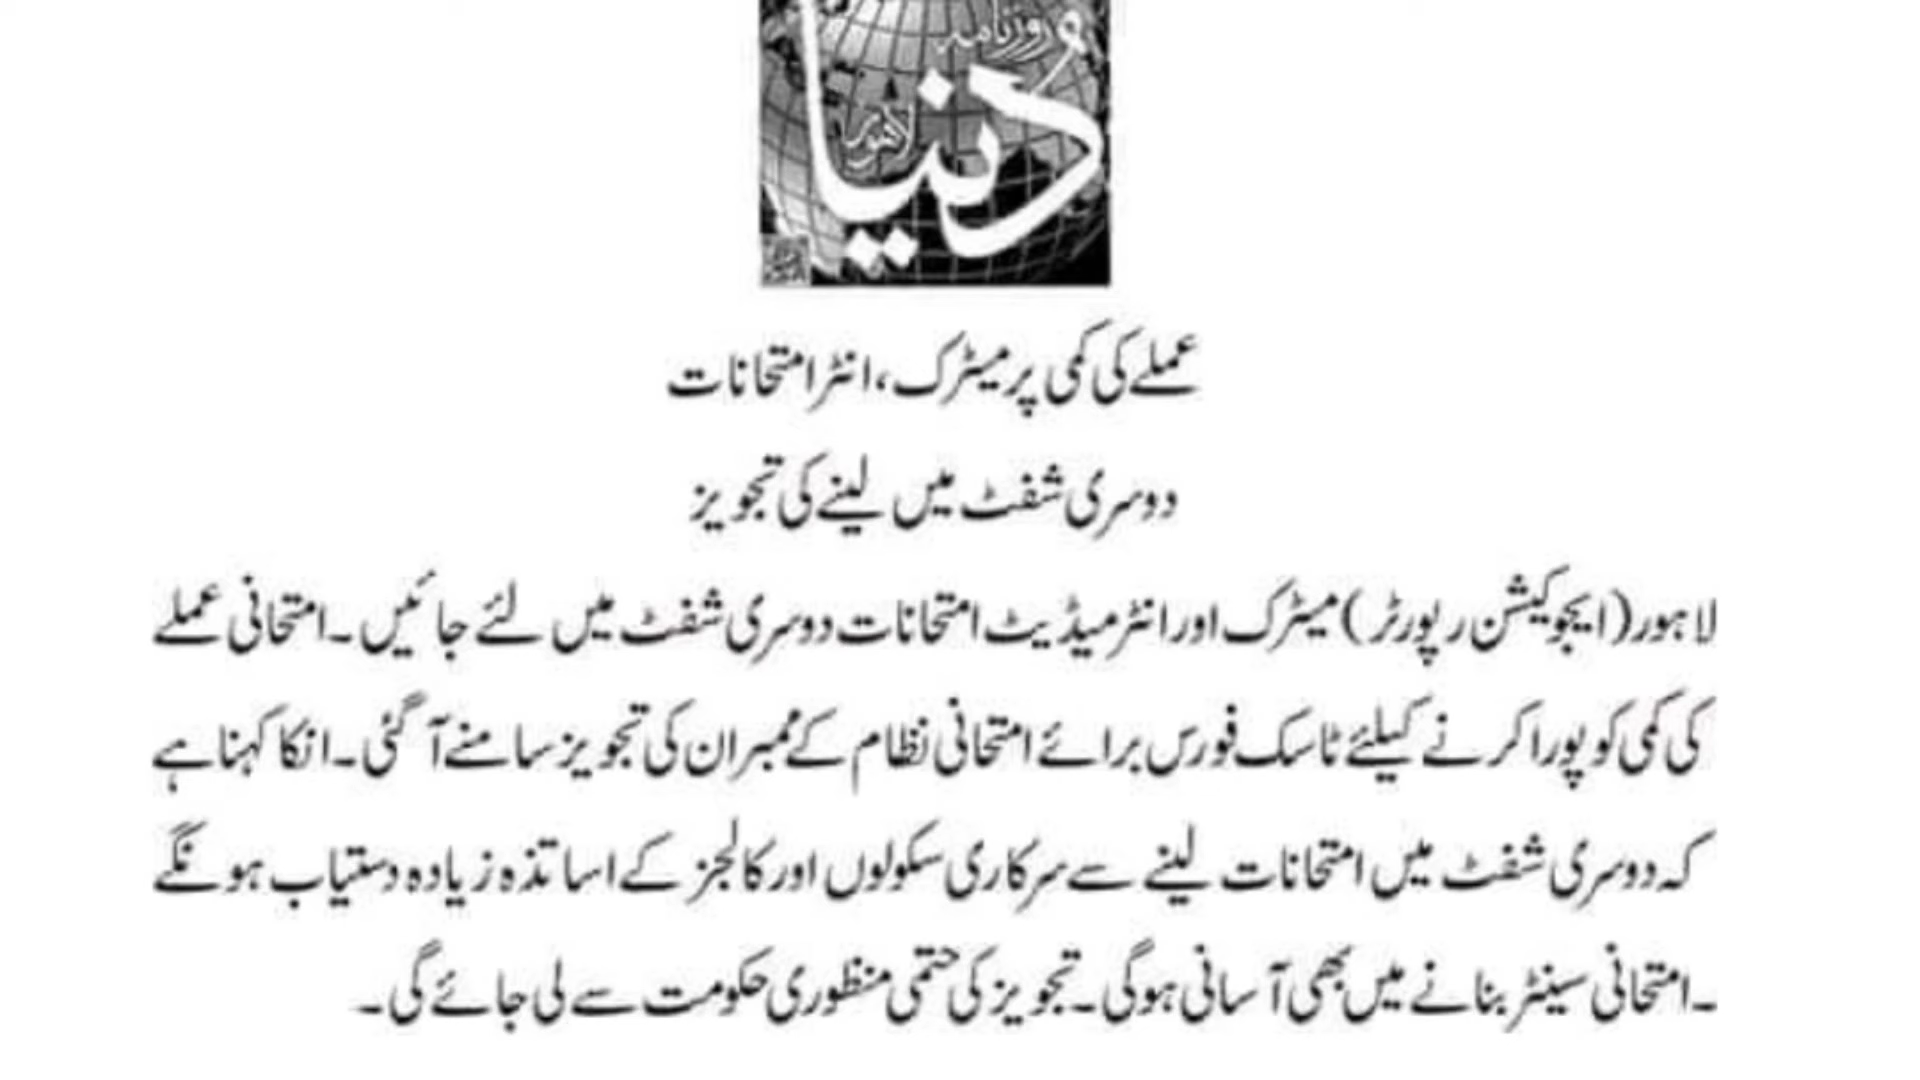 روزنامہ
دُنیا
لاہور
عملے کی کمی پر میٹرک، انٹر امتحانات
دوسری شفٹ میں لینے کی تجویز
لاہور (ایجوکیشن رپورٹر) میٹرک اور انٹرمیڈیٹ امتحانات دوسری شفٹ میں لئے جائیں۔ امتحانی عملے
کی کمی کو پورا کرنے کیلئے ٹاسک فورس برائے امتحانی نظام کے ممبران کی تجویز سامنے آ گئی۔ انکا کہنا ہے
کہ دوسری شفٹ میں امتحانات لینے سے سرکاری سکولوں اور کالجز کے اساتذہ زیادہ دستیاب ہونگے
۔ امتحانی سینٹر بنانے میں بھی آسانی ہوگی۔ تجویز کی حتمی منظوری حکومت سے لی جائے گی۔